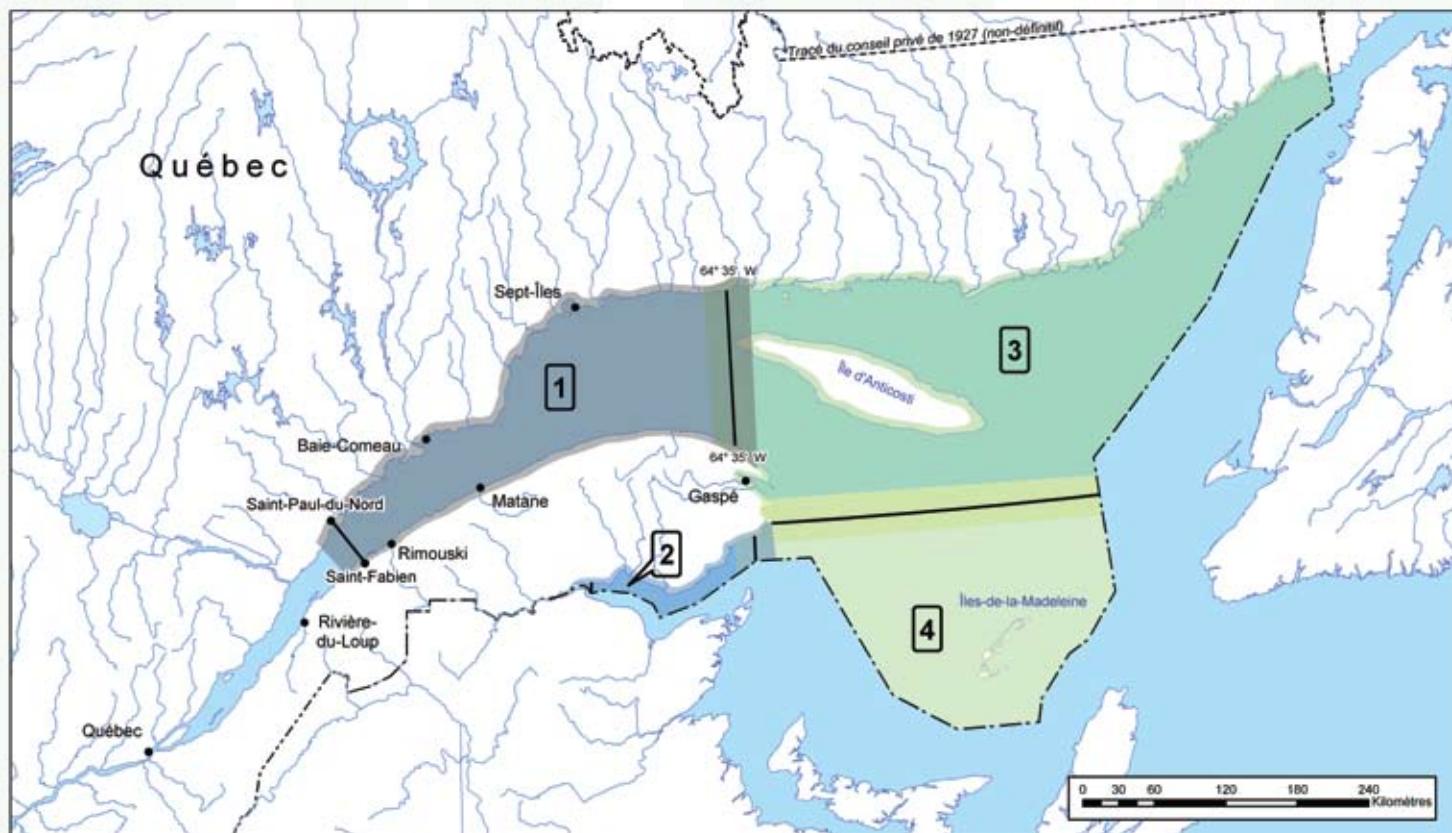 Tracé du conseil privé de 1927 (non-définitif)
Québec
64° 35'. W
Sept-Îles
3
1
Île d'Anticosti
Baie-Comeau
64° 35'. W
Gaspé
Matane
Saint-Paul-du-Nord
Rimouski
2
Saint-Fabien
Îles-de-la-Madeleine
Rivière-
du-Loup
4
Québec
0 30 60 120 180 240
Kilomètres